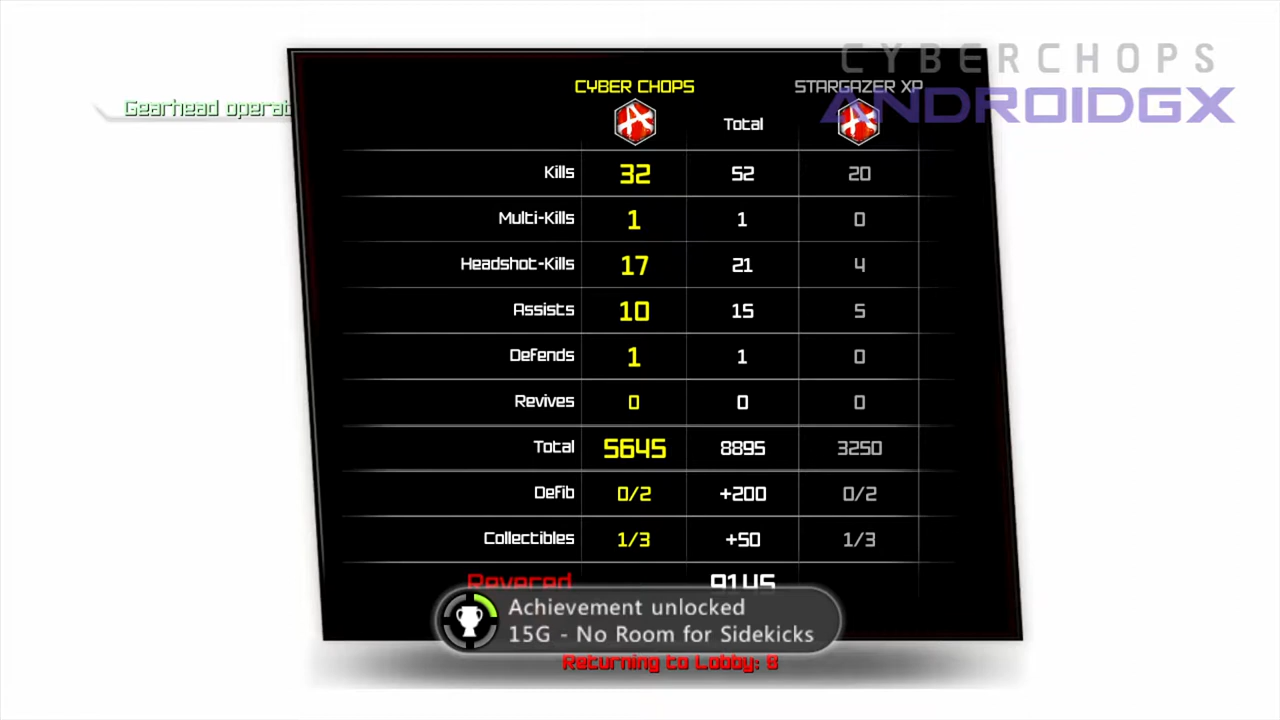 CYBERCHOPS
ANDROIDGX
Gearhead operat
CYBER CHOPS STARGAZER XP
Total
Kills 32 52 20
Multi-Kills 1 1 0
Headshot-Kills 17 21 4
Assists 10 15 5
Defends 1 1 0
Revives 0 0 0
Total 5645 8895 3250
Defib 0/2 +200 0/2
Collectibles 1/3 +50 1/3
Revered 9145
Achievement unlocked
15G - No Room for Sidekicks
Returning to Lobby: 8